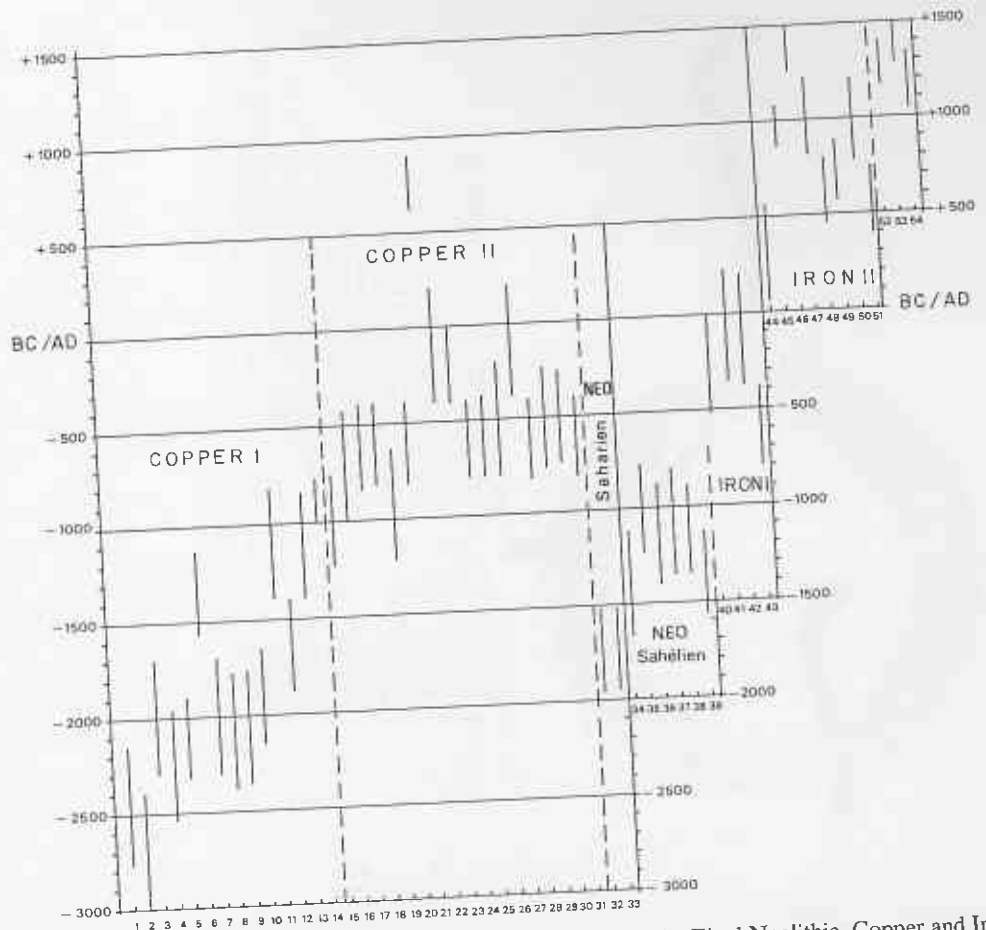 +1500
+1500
+1000
+1000
+500
+500
COPPER II
IRON II
BC/AD
BC/AD
44 45 46 47 48 49 50 51
NEO
Saharien
-500
-500
COPPER I
IRON I
-1000
-1000
-1500
-1500
40 41 42 43
NEO
Sahélien
-2000
-2000
34 35 36 37 38 39
-2500
-2500
-3000
-3000
1 2 3 4 5 6 7 8 9 10 11 12 13 14 15 16 17 18 19 20 21 22 23 24 25 26 27 28 29 30 31 32 33
Final Neolithic, Copper and